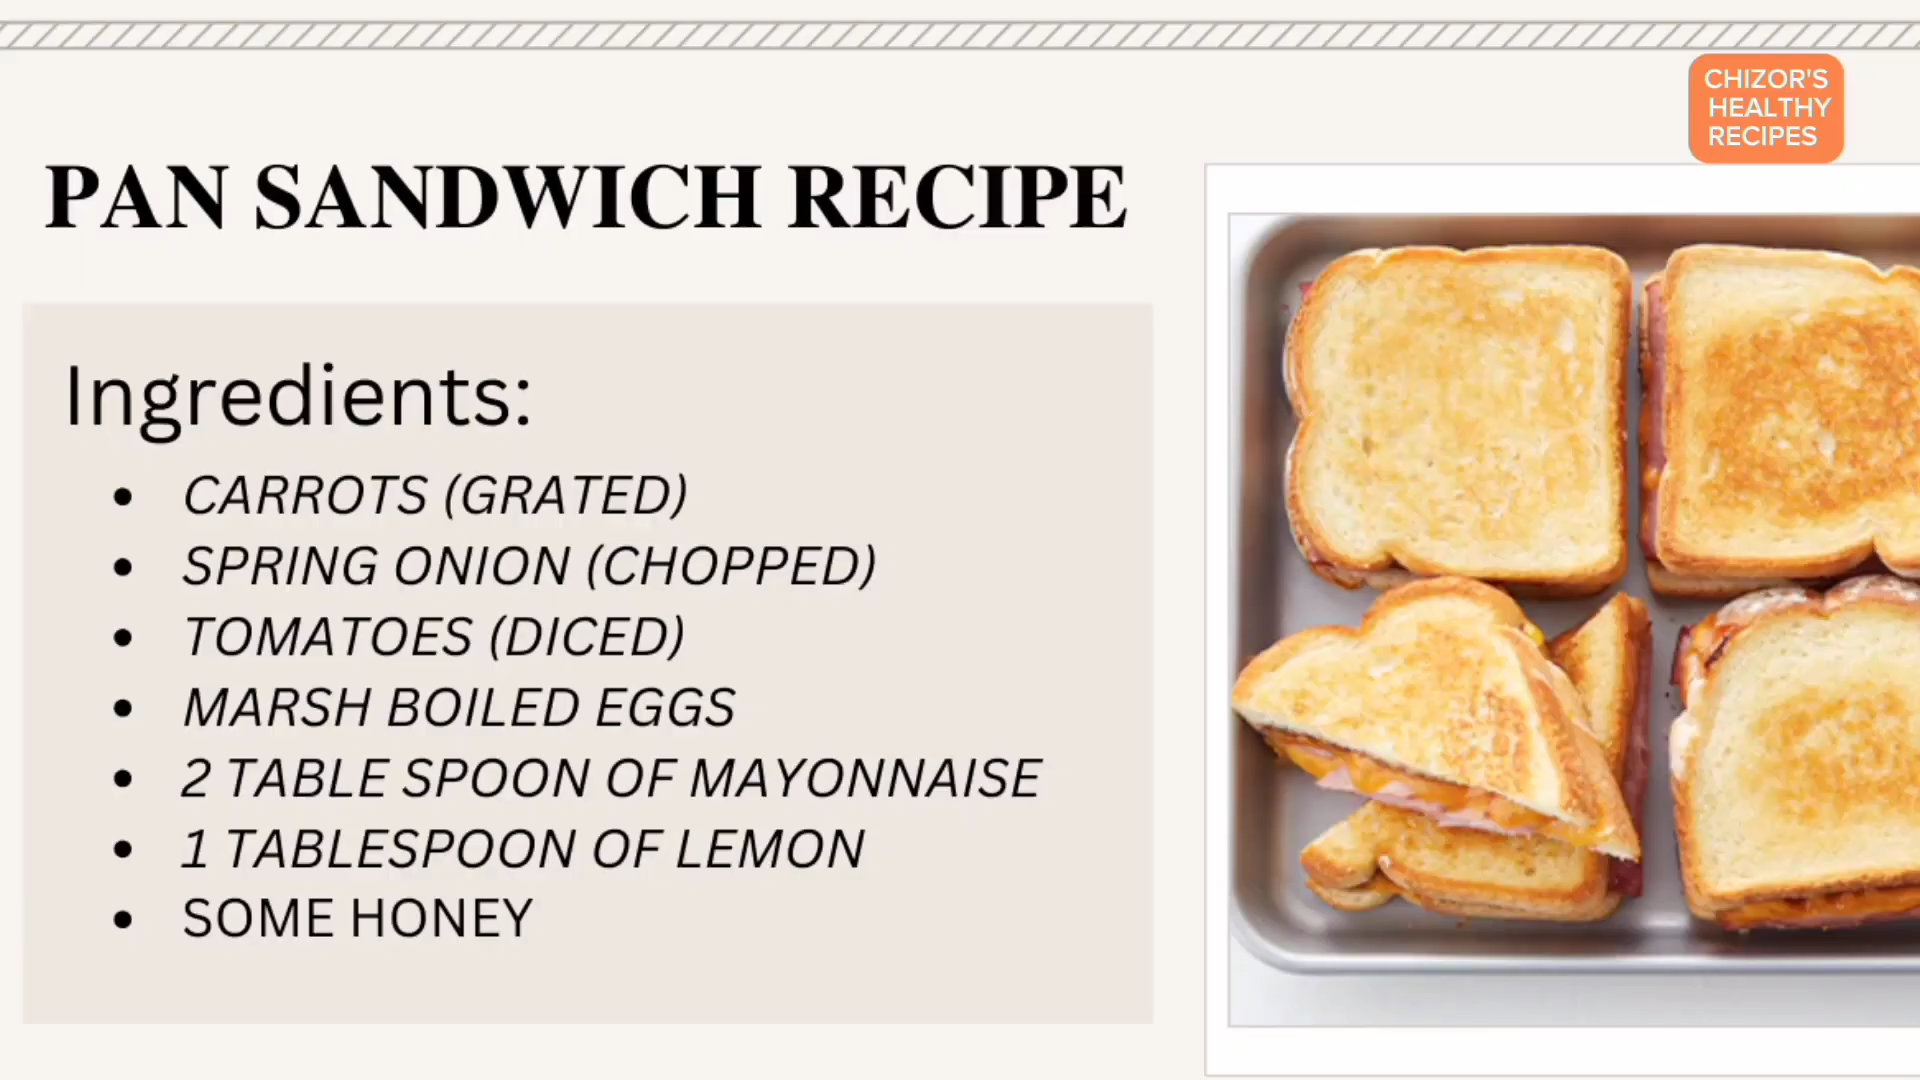 CHIZOR'S
HEALTHY
RECIPES
PAN SANDWICH RECIPE
Ingredients:
CARROTS (GRATED)
SPRING ONION (CHOPPED)
TOMATOES (DICED)
MARSH BOILED EGGS
2 TABLE SPOON OF MAYONNAISE
1 TABLESPOON OF LEMON
SOME HONEY